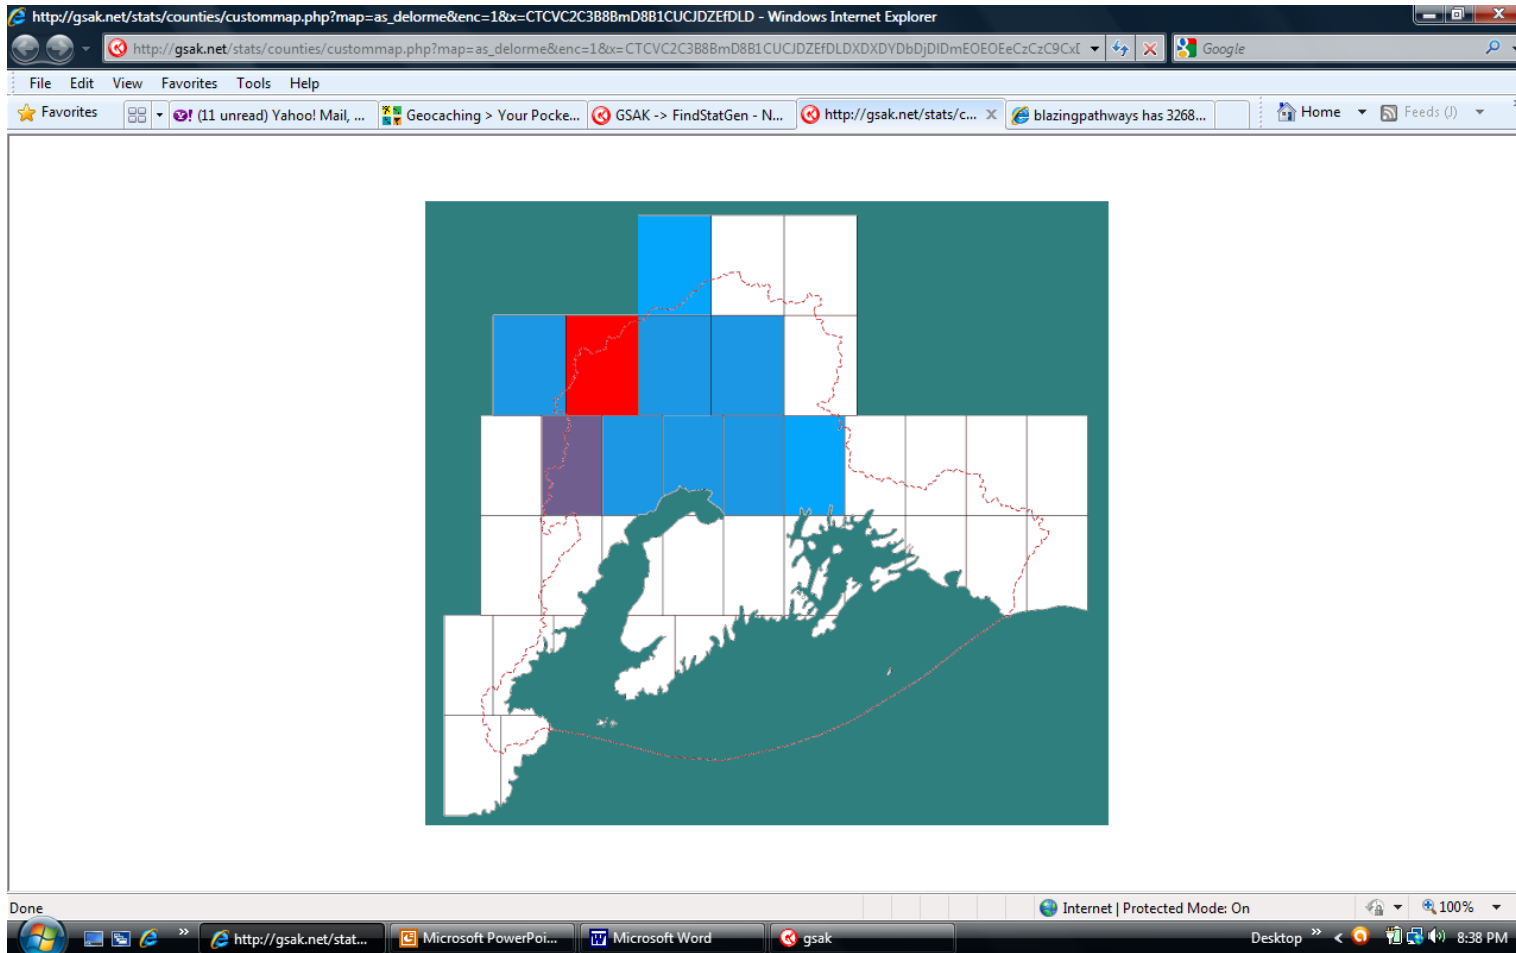 http://gsak.net/stats/counties/custommap.php?map=as_delorme&enc=1&x=CTCVC2C3B8BmD8B1CUCJDZEfDLD - Windows Internet Explorer
http://gsak.net/stats/counties/custommap.php?map=as_delorme&enc=1&x=CTCVC2C3B8BmD8B1CUCJDZEfDLDXDXDYDbDjDlDmEOEOEeCzCzC9CxD Google
File Edit View Favorites Tools Help
Favorites (11 unread) Yahoo! Mail, ... Geocaching > Your Pocke... GSAK -> FindStatGen - N... http://gsak.net/stats/c... blazingpathways has 3268... Home Feeds (J)
Done Internet | Protected Mode: On 100%
http://gsak.net/stat... Microsoft PowerPoi... Microsoft Word gsak Desktop 8:38 PM